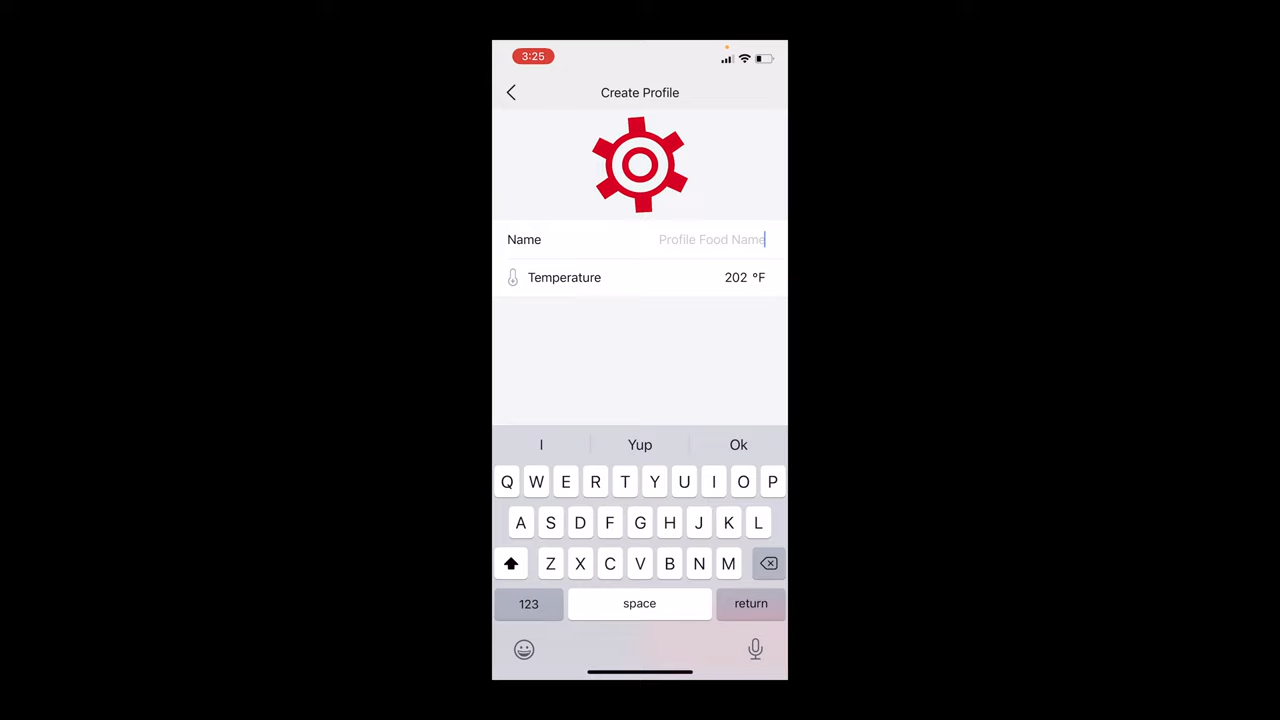 3:25
Create Profile
Name Profile Food Name
Temperature 202 °F
I Yup Ok
Q W E R T Y U I O P
A S D F G H J K L
Z X C V B N M
123 space return